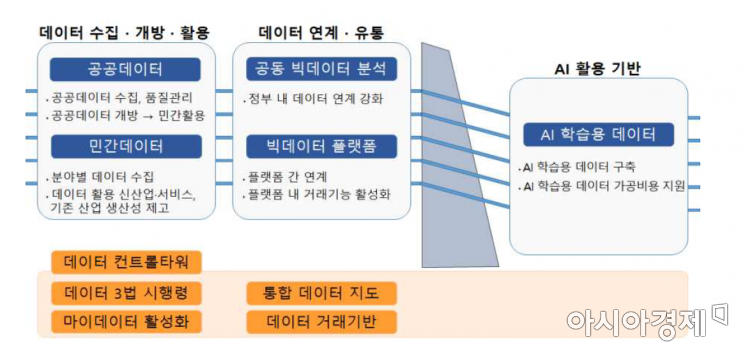 데이터 수집 · 개방 · 활용
공공데이터
. 공공데이터 수집, 품질관리
. 공공데이터 개방 → 민간활용
민간데이터
. 분야별 데이터 수집
. 데이터 활용 신산업·서비스,
기존 산업 생산성 제고
데이터 연계 · 유통
공동 빅데이터 분석
. 정부 내 데이터 연계 강화
빅데이터 플랫폼
. 플랫폼 간 연계
. 플랫폼 내 거래기능 활성화
AI 활용 기반
AI 학습용 데이터
. AI 학습용 데이터 구축
. AI 학습용 데이터 가공비용 지원
데이터 컨트롤타워
데이터 3법 시행령
통합 데이터 지도
마이데이터 활성화
데이터 거래기반
아시아경제